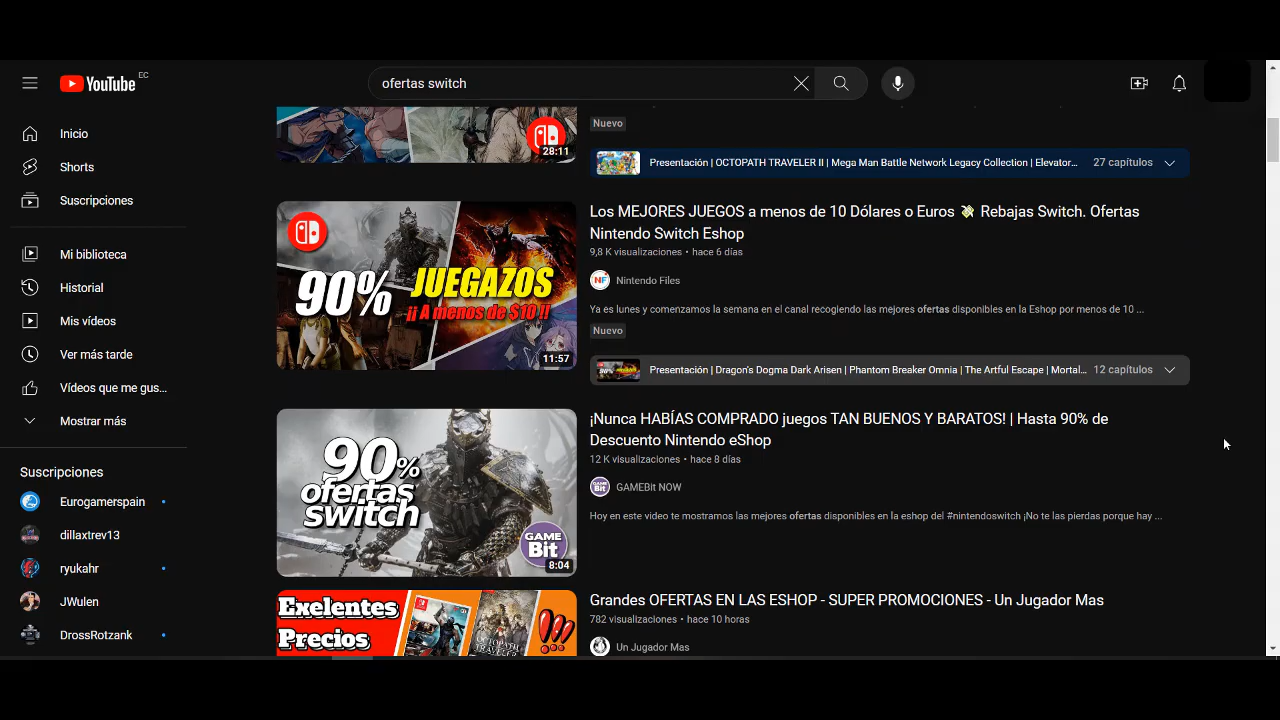 YouTube EC
ofertas switch
Inicio
Shorts
Suscripciones
Mi biblioteca
Historial
Mis vídeos
Ver más tarde
Vídeos que me gus...
Mostrar más
Suscripciones
Eurogamerspain
dillaxtrev13
ryukahr
JWulen
DrossRotzank
28:11
Nuevo
Presentación | OCTOPATH TRAVELER II | Mega Man Battle Network Legacy Collection | Elevator... 27 capítulos
90% JUEGAZOS
¡¡ A menos de $10 !!
11:57
Los MEJORES JUEGOS a menos de 10 Dólares o Euros 💸 Rebajas Switch. Ofertas
Nintendo Switch Eshop
9,8 K visualizaciones • hace 6 días
NF Nintendo Files
Ya es lunes y comenzamos la semana en el canal recogiendo las mejores ofertas disponibles en la Eshop por menos de 10 ...
Nuevo
Presentación | Dragon's Dogma Dark Arisen | Phantom Breaker Omnia | The Artful Escape | Mortal... 12 capítulos
90%
ofertas
switch
GAME
Bit
8:04
¡Nunca HABÍAS COMPRADO juegos TAN BUENOS Y BARATOS! | Hasta 90% de
Descuento Nintendo eShop
12 K visualizaciones • hace 8 días
GAME Bit GAMEBit NOW
Hoy en este video te mostramos las mejores ofertas disponibles en la eshop del #nintendoswitch ¡No te las pierdas porque hay ...
Exelentes
Precios
OCTOPATH
Grandes OFERTAS EN LAS ESHOP - SUPER PROMOCIONES - Un Jugador Mas
782 visualizaciones • hace 10 horas
Un Jugador Mas